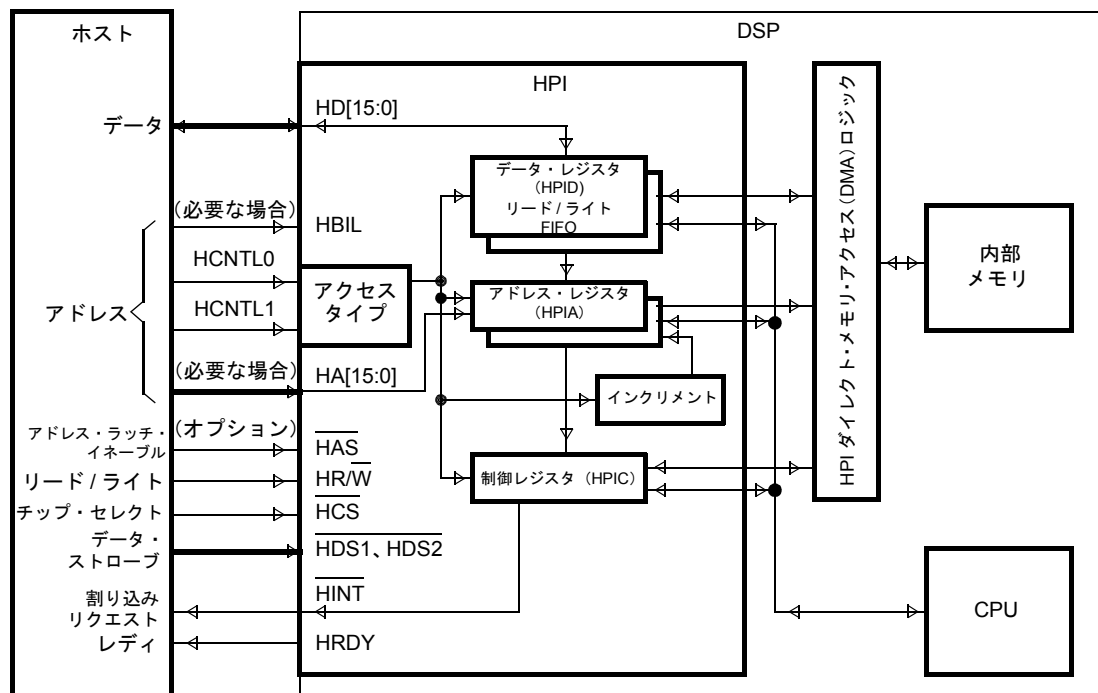 ホスト
DSP
HPI
データ
HD[15:0]
データ・レジスタ
(HPID)
リード / ライト
FIFO
(必要な場合)
HBIL
HCNTL0
アクセス
タイプ
HCNTL1
アドレス
アドレス・レジスタ
(HPIA)
(必要な場合)
HA[15:0]
インクリメント
アドレス・ラッチ・
イネーブル
(オプション)
HAS
リード / ライト
HR/W
制御レジスタ (HPIC)
チップ・セレクト
HCS
データ・
ストローブ
HDS1、HDS2
割り込み
リクエスト
HINT
レディ
HRDY
HPI ダイレクト・メモリ・アクセス (DMA) ロジック
内部
メモリ
CPU